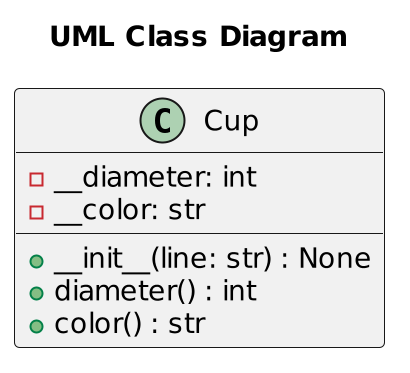 UML Class Diagram
C Cup
__diameter: int
__color: str
__init__(line: str) : None
diameter() : int
color() : str